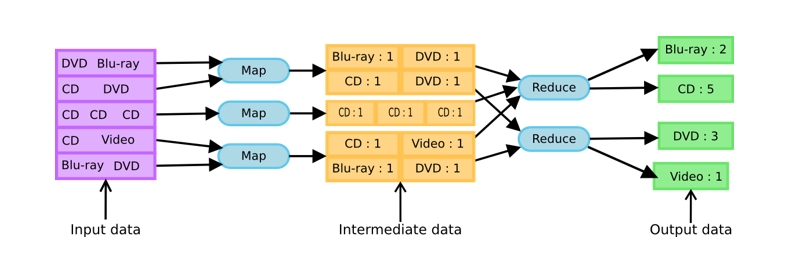 DVD Blu-ray
CD DVD
CD CD CD
CD Video
Blu-ray DVD
Input data
Map
Map
Map
Blu-ray : 1 DVD : 1
CD : 1 DVD : 1
CD : 1 CD : 1 CD : 1
CD : 1 Video : 1
Blu-ray : 1 DVD : 1
Intermediate data
Reduce
Reduce
Blu-ray : 2
CD : 5
DVD : 3
Video : 1
Output data